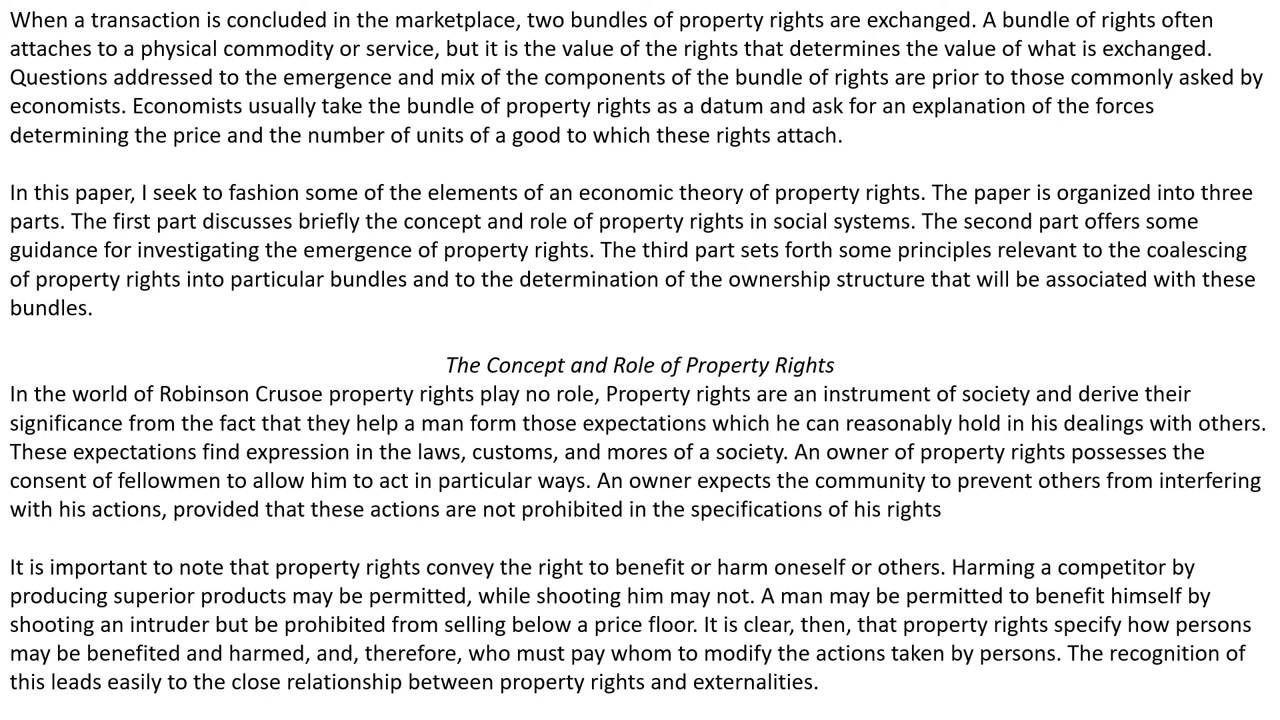 When a transaction is concluded in the marketplace, two bundles of property rights are exchanged. A bundle of rights often
attaches to a physical commodity or service, but it is the value of the rights that determines the value of what is exchanged.
Questions addressed to the emergence and mix of the components of the bundle of rights are prior to those commonly asked by
economists. Economists usually take the bundle of property rights as a datum and ask for an explanation of the forces
determining the price and the number of units of a good to which these rights attach.
In this paper, I seek to fashion some of the elements of an economic theory of property rights. The paper is organized into three
parts. The first part discusses briefly the concept and role of property rights in social systems. The second part offers some
guidance for investigating the emergence of property rights. The third part sets forth some principles relevant to the coalescing
of property rights into particular bundles and to the determination of the ownership structure that will be associated with these
bundles.
The Concept and Role of Property Rights
In the world of Robinson Crusoe property rights play no role, Property rights are an instrument of society and derive their
significance from the fact that they help a man form those expectations which he can reasonably hold in his dealings with others.
These expectations find expression in the laws, customs, and mores of a society. An owner of property rights possesses the
consent of fellowmen to allow him to act in particular ways. An owner expects the community to prevent others from interfering
with his actions, provided that these actions are not prohibited in the specifications of his rights
It is important to note that property rights convey the right to benefit or harm oneself or others. Harming a competitor by
producing superior products may be permitted, while shooting him may not. A man may be permitted to benefit himself by
shooting an intruder but be prohibited from selling below a price floor. It is clear, then, that property rights specify how persons
may be benefited and harmed, and, therefore, who must pay whom to modify the actions taken by persons. The recognition of
this leads easily to the close relationship between property rights and externalities.